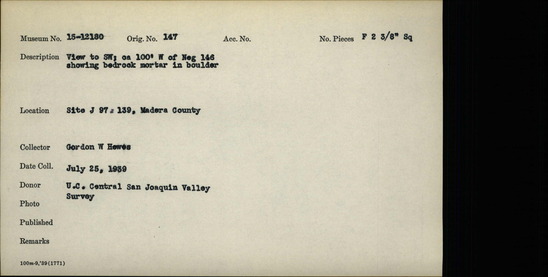 Museum No. 15-12180 Orig. No. 147 Acc. No. No. Pieces F 2 3/8" Sq
Description View to SW; ca 100' W of Neg 146
showing bedrock mortar in boulder
Location Site J 97 139, Madera County
Collector Gordon W Hewes
Date Coll. July 25, 1939
Donor U.C. Central San Joaquin Valley
Survey
Photo
Published
Remarks
100m-9,'39(1771)